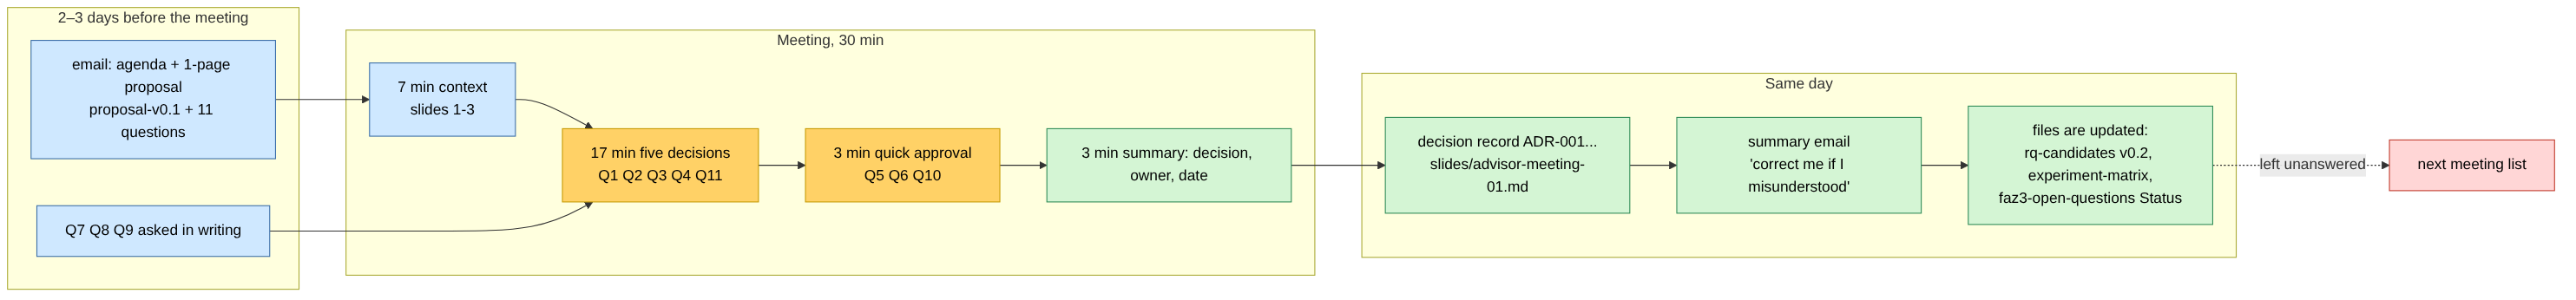 2–3 days before the meeting
email: agenda + 1-page
proposal
proposal-v0.1 + 11
questions
Q7 Q8 Q9 asked in writing
Meeting, 30 min
7 min context
slides 1-3
17 min five decisions
Q1 Q2 Q3 Q4 Q11
3 min quick approval
Q5 Q6 Q10
3 min summary: decision,
owner, date
Same day
decision record ADR-001...
slides/advisor-meeting-
01.md
summary email
'correct me if I
misunderstood'
files are updated:
rq-candidates v0.2,
experiment-matrix,
faz3-open-questions Status
left unanswered
next meeting list